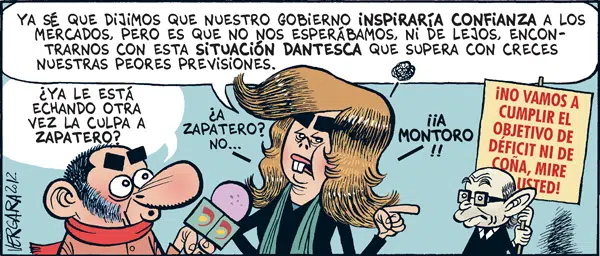 YA SÉ QUE DIJIMOS QUE NUESTRO GOBIERNO INSPIRARÍA CONFIANZA A LOS
MERCADOS, PERO ES QUE NO NOS ESPERÁBAMOS, NI DE LEJOS, ENCON-
TRARNOS CON ESTA SITUACIÓN DANTESCA QUE SUPERA CON CRECES
NUESTRAS PEORES PREVISIONES.
¿YA LE ESTÁ
ECHANDO OTRA
VEZ LA CULPA A
ZAPATERO?
¿A
ZAPATERO?
NO...
¡¡A
MONTORO
!!
¡NO VAMOS A
CUMPLIR EL
OBJETIVO DE
DÉFICIT NI DE
COÑA, MIRE
USTED!
VERGARA 2012